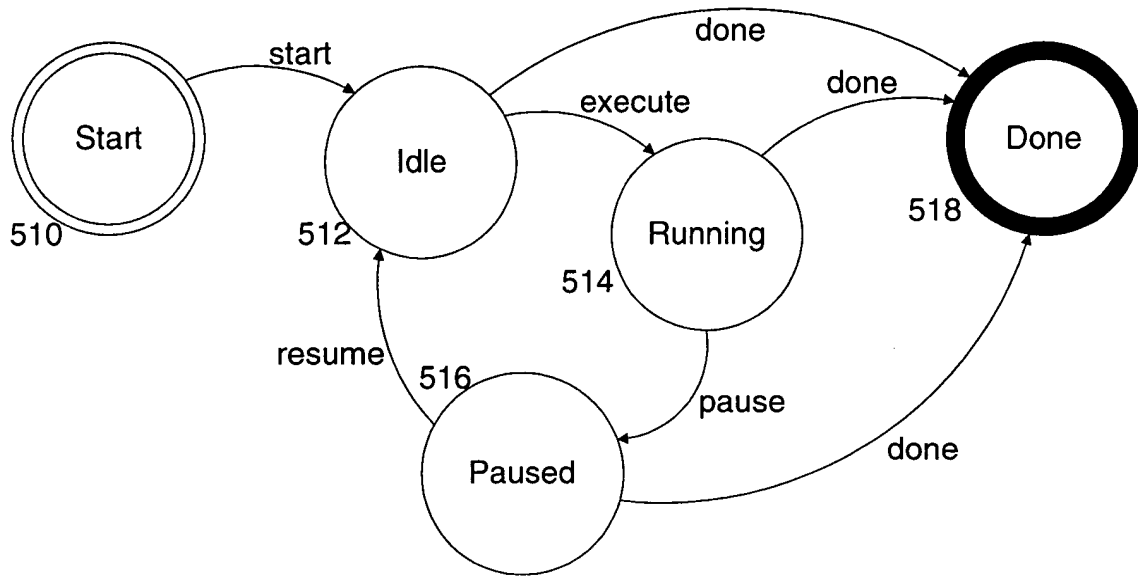 done
start
done
execute
Start
Done
Idle
518
510
512
Running
514
resume
516
pause
done
Paused